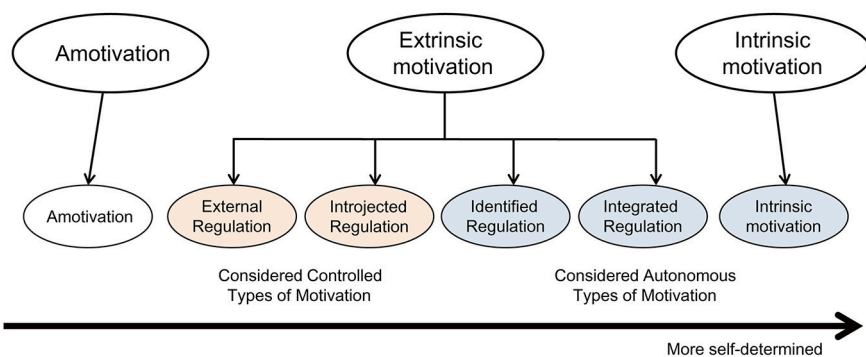 Amotivation
Extrinsic
motivation
Intrinsic
motivation
Amotivation
External
Regulation
Introjected
Regulation
Identified
Regulation
Integrated
Regulation
Intrinsic
motivation
Considered Controlled
Types of Motivation
Considered Autonomous
Types of Motivation
More self-determined